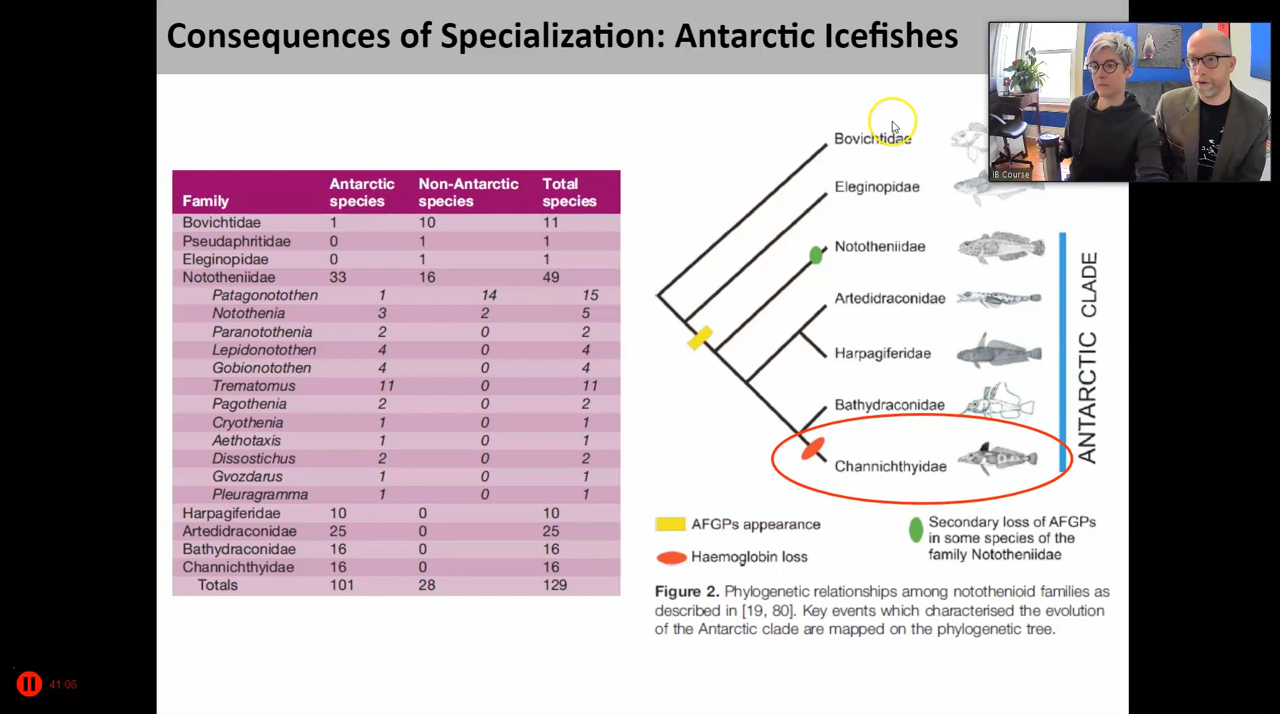 Consequences of Specialization: Antarctic Icefishes
IB Course
Family Antarctic species Non-Antarctic species Total species
Bovichtidae 1 10 11
Pseudaphritidae 0 1 1
Eleginopidae 0 1 1
Nototheniidae 33 16 49
Patagonotothen 1 14 15
Notothenia 3 2 5
Paranotothenia 2 0 2
Lepidonotothen 4 0 4
Gobionotothen 4 0 4
Trematomus 11 0 11
Pagothenia 2 0 2
Cryothenia 1 0 1
Aethotaxis 1 0 1
Dissostichus 2 0 2
Gvozdarus 1 0 1
Pleuragramma 1 0 1
Harpagiferidae 10 0 10
Artedidraconidae 25 0 25
Bathydraconidae 16 0 16
Channichthyidae 16 0 16
Totals 101 28 129
Bovichtidae
Eleginopidae
Nototheniidae
Artedidraconidae
Harpagiferidae
Bathydraconidae
Channichthyidae
ANTARCTIC CLADE
AFGPs appearance
Haemoglobin loss
Secondary loss of AFGPs
in some species of the
family Nototheniidae
Figure 2. Phylogenetic relationships among notothenioid families as
described in [19, 80]. Key events which characterised the evolution
of the Antarctic clade are mapped on the phylogenetic tree.
41:06